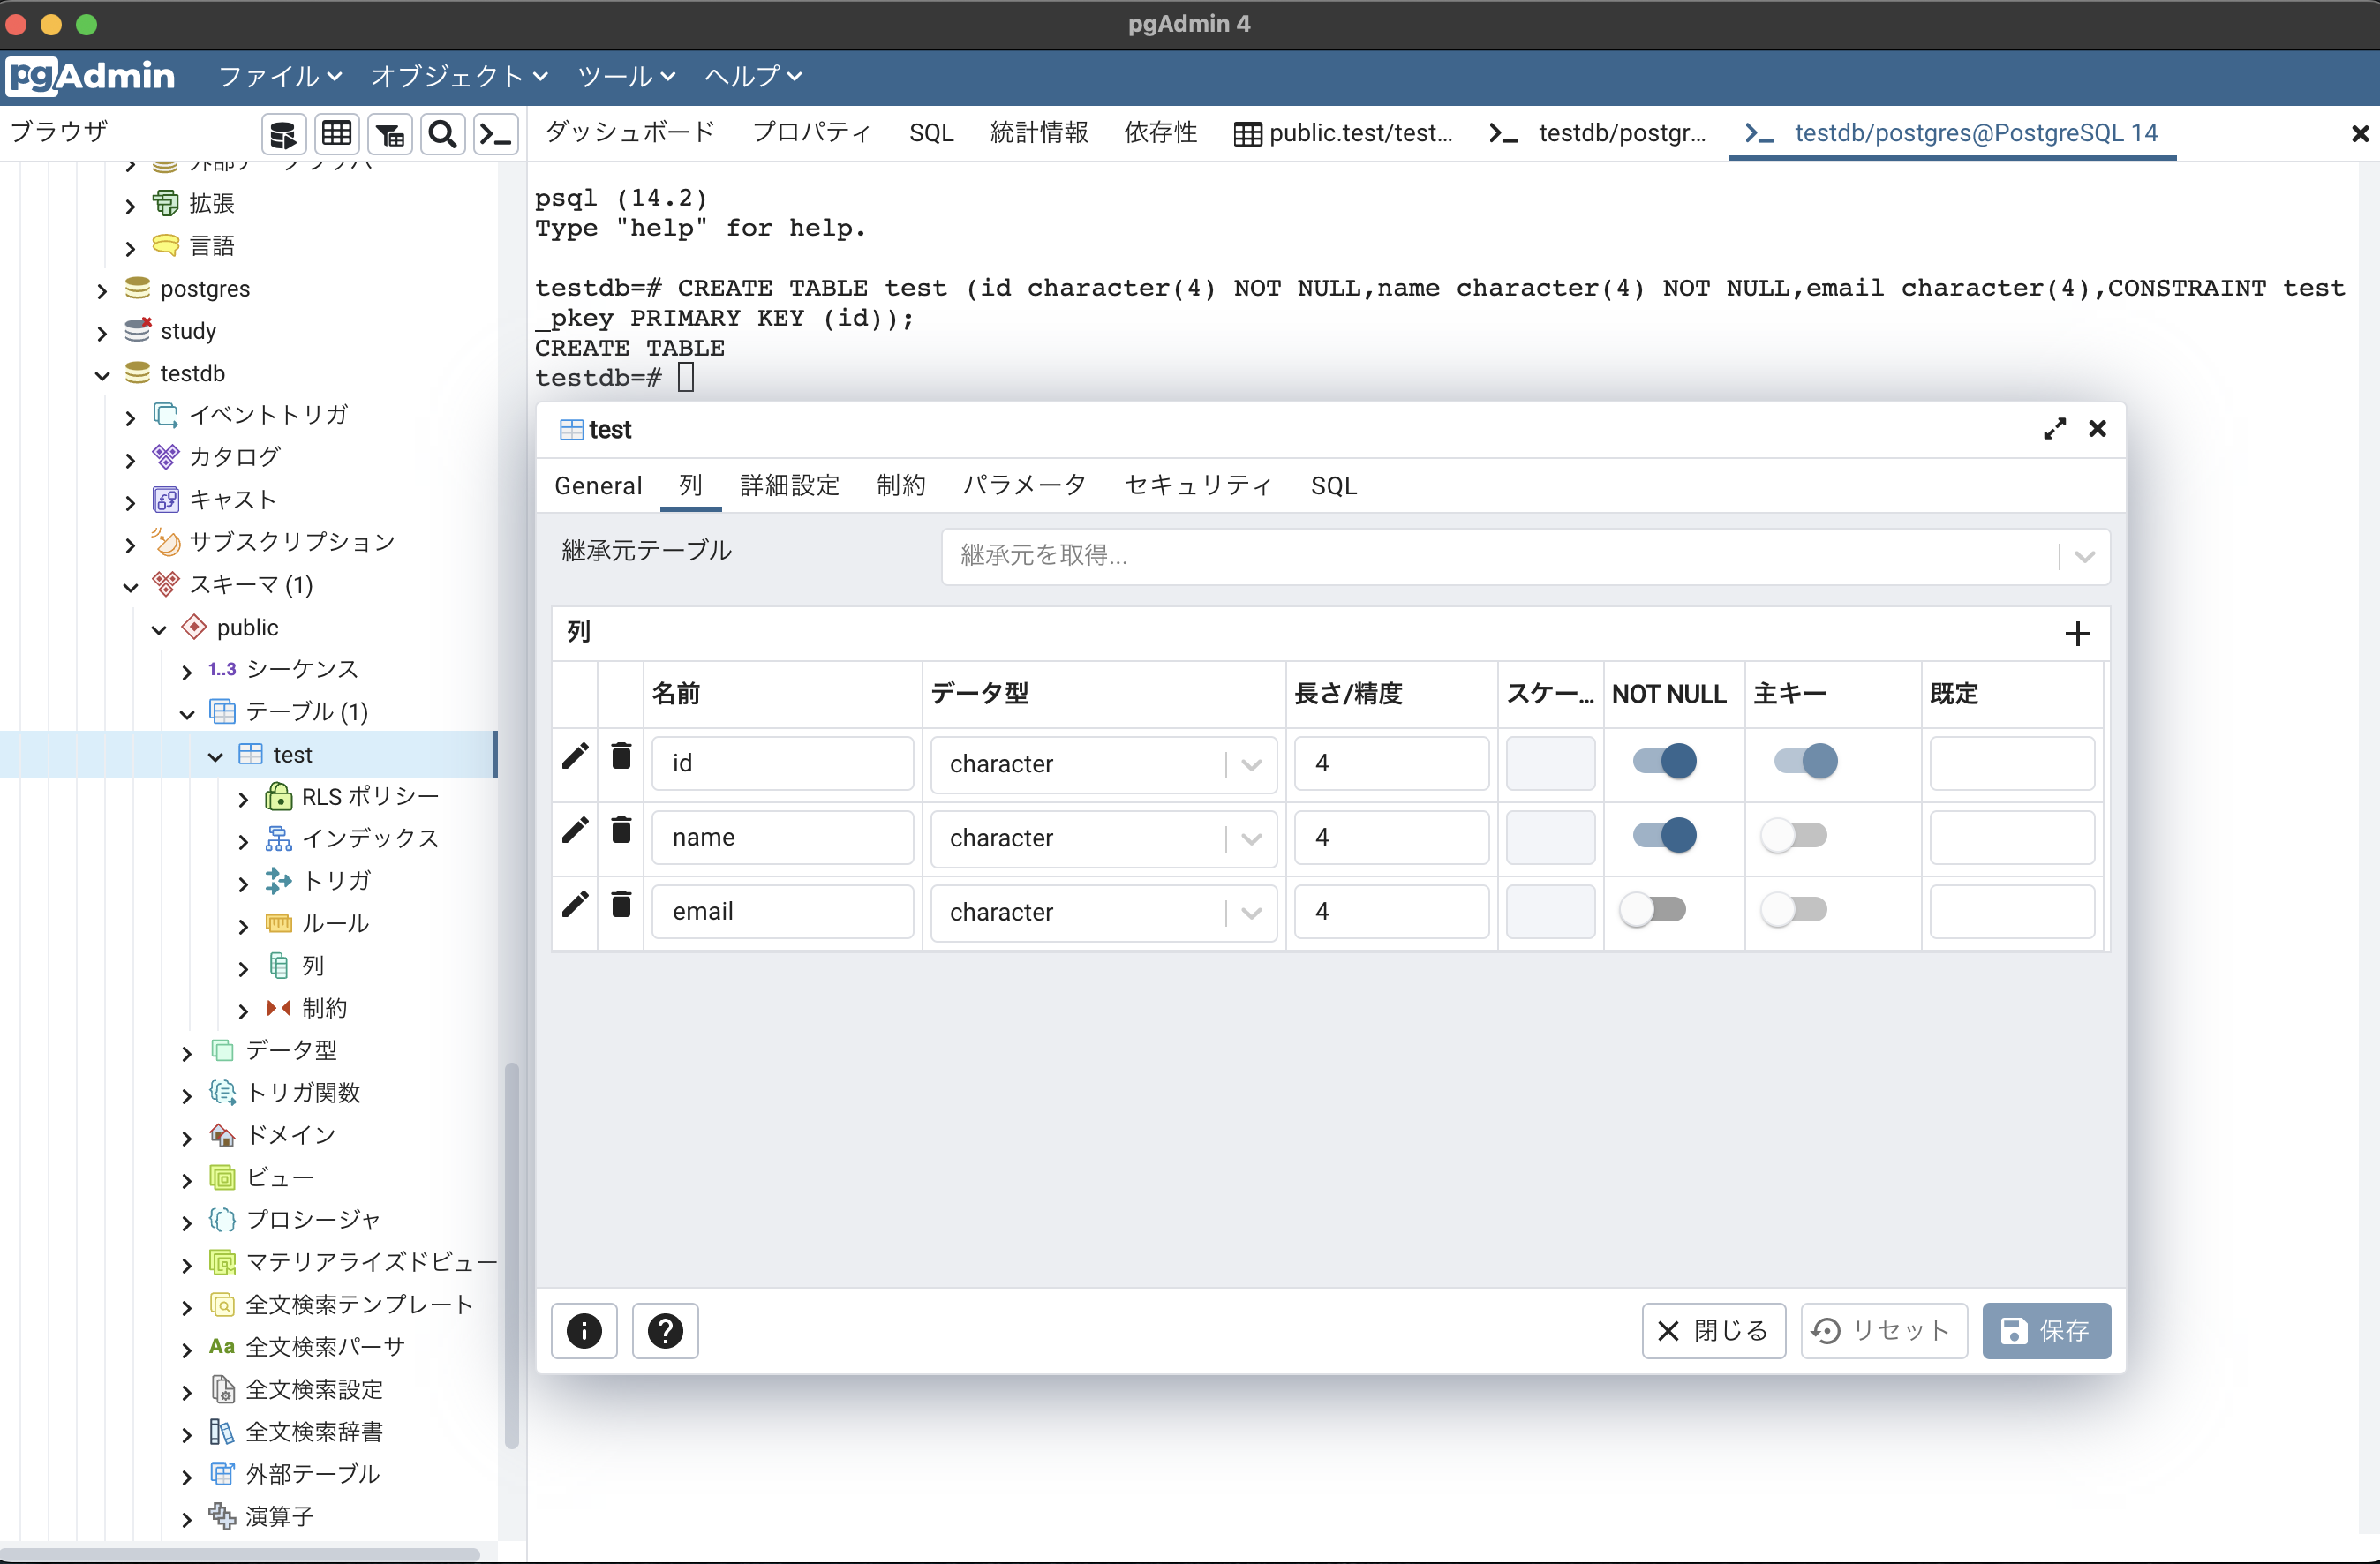 pgAdmin 4
pgAdmin ファイル オブジェクト ツール ヘルプ
ブラウザ
ダッシュボード プロパティ SQL 統計情報 依存性 public.test/test... testdb/postgr... testdb/postgres@PostgreSQL 14
拡張
言語
postgres
study
testdb
イベントトリガ
カタログ
キャスト
サブスクリプション
スキーマ (1)
public
1..3 シーケンス
テーブル (1)
test
RLS ポリシー
インデックス
トリガ
ルール
列
制約
データ型
トリガ関数
ドメイン
ビュー
プロシージャ
マテリアライズドビュー
全文検索テンプレート
Aa 全文検索パーサ
全文検索設定
全文検索辞書
外部テーブル
演算子
psql (14.2)
Type "help" for help.
testdb=# CREATE TABLE test (id character(4) NOT NULL,name character(4) NOT NULL,email character(4),CONSTRAINT test
_pkey PRIMARY KEY (id));
CREATE TABLE
testdb=#
test
General 列 詳細設定 制約 パラメータ セキュリティ SQL
継承元テーブル 継承元を取得...
列
名前 データ型 長さ/精度 スケー... NOT NULL 主キー 既定
id character 4
name character 4
email character 4
閉じる リセット 保存